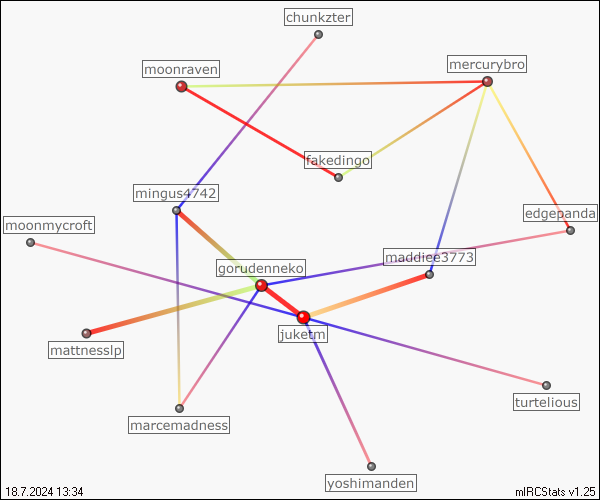 chunkzter
moonraven
mercurybro
fakedingo
mingus4742
edgepanda
moonmycroft
maddiee3773
gorudenneko
juketm
mattnesslp
turtelious
marcemadness
yoshimanden
18.7.2024 13:34
mIRCStats v1.25